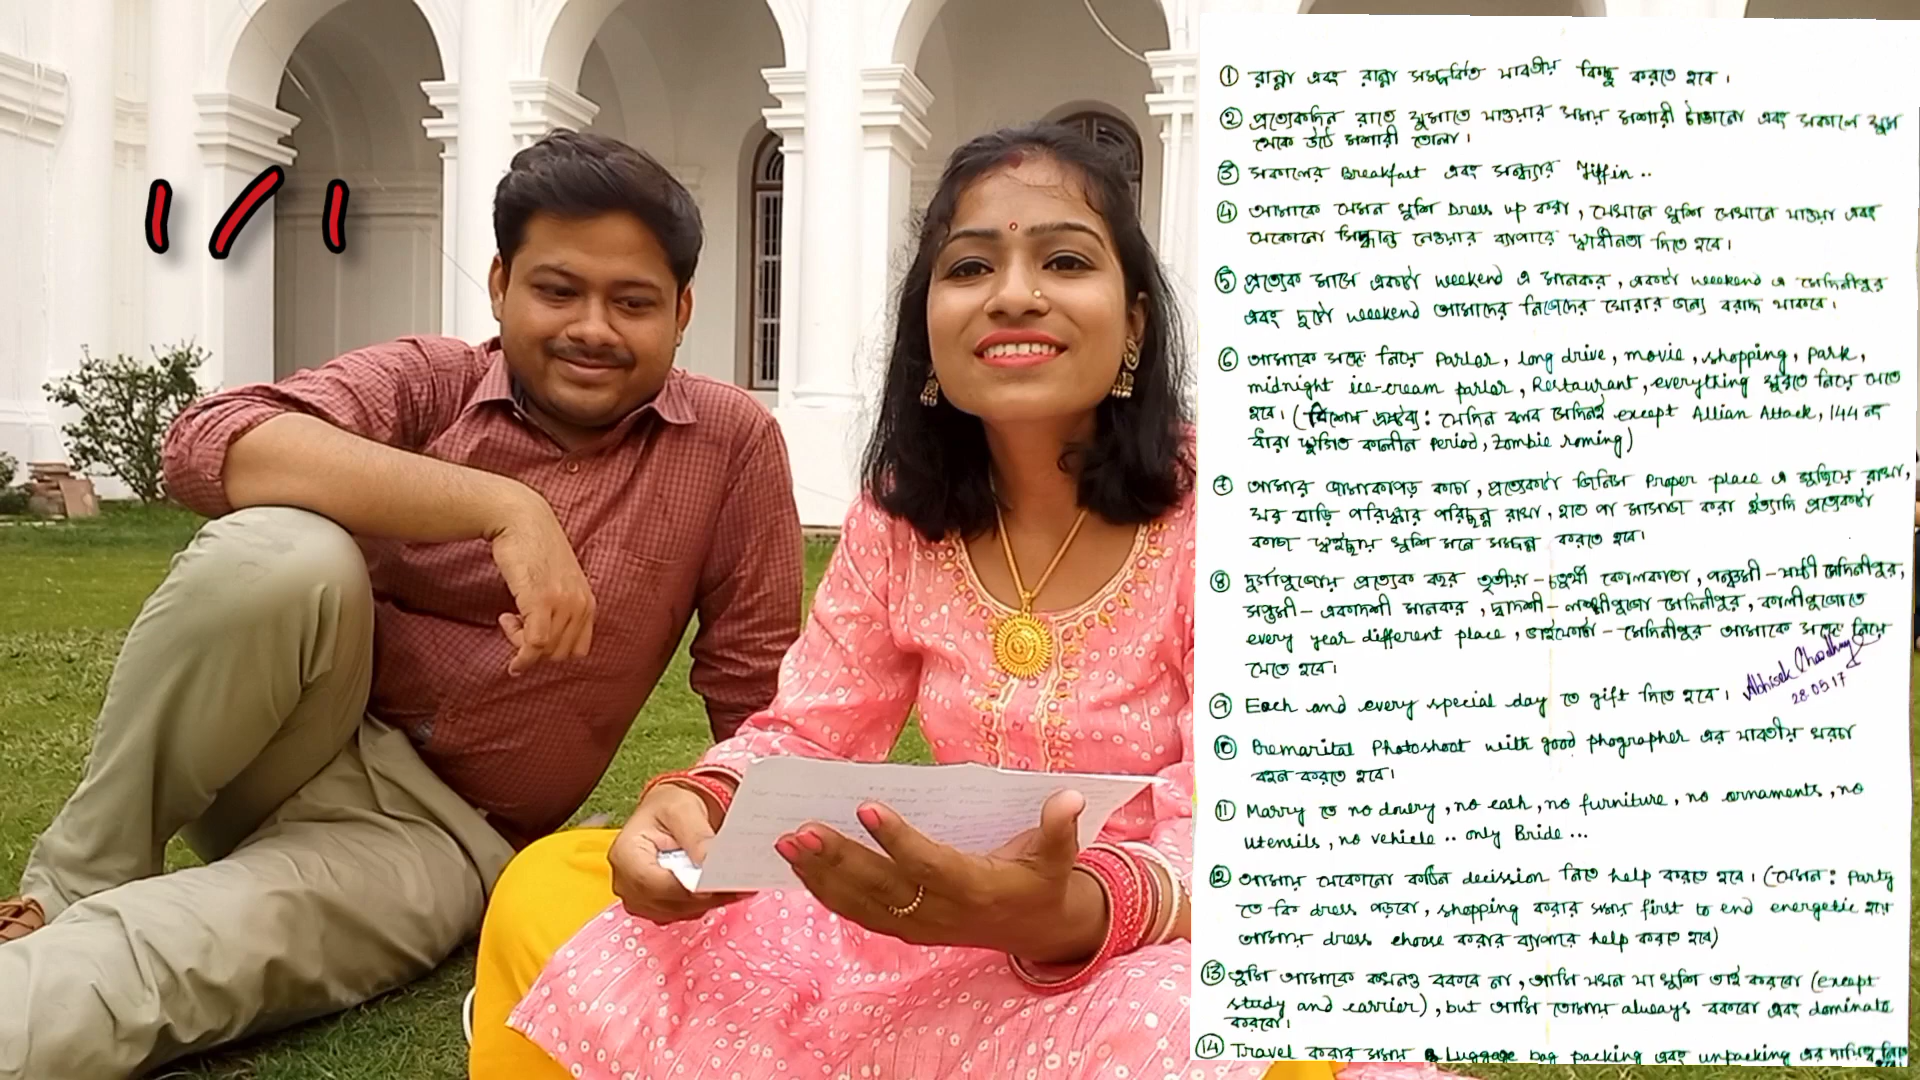 ① রান্না এবং রান্না সম্পর্কিত যাবতীয় কিছু করতে হবে।
② প্রত্যেকদিন রাতে ঘুমাতে যাওয়ার সময় মশারী টাঙানো এবং সকালে ঘুম
থেকে উঠে মশারী তোলা।
③ সকালের Breakfast এবং সন্ধ্যার Tiffin..
④ আমাকে যেমন খুশি Dress up করা, যেখানে খুশি সেখানে যাওয়া এবং
যেকোনো সিদ্ধান্ত নেওয়ার ব্যাপারে স্বাধীনতা দিতে হবে।
⑤ প্রত্যেক মাসে একটা weekend এ মানকর, একটা weekend এ মেদিনীপুর
এবং দুটো weekend আমাদের নিজেদের ঘোরার জন্য বরাদ্দ থাকবে।
⑥ আমাকে সঙ্গে নিয়ে Parlar, long drive, movie, shopping, park,
midnight ice-cream parlar, Restaurant, everything ঘুরতে নিয়ে যেতে
হবে। (বিশেষ দ্রষ্টব্য: যেদিন বলব সেদিনই except Allian Attack, 144 নং
ধারা স্থগিত কালীন Period, Zombie roming)
⑦ আমার জামাকাপড় কাচা, প্রত্যেকটা জিনিস Proper place এ গুছিয়ে রাখা,
ঘর বাড়ি পরিষ্কার পরিচ্ছন্ন রাখা, হাত পা মাসাজ করা ইত্যাদি প্রত্যেকটা
কাজ স্বইচ্ছায় খুশি মনে সম্পন্ন করতে হবে।
⑧ দুর্গাপুজোয় প্রত্যেক বছর তৃতীয়া - চতুর্থী কোলকাতা, পঞ্চমী - ষষ্ঠী মেদিনীপুর,
সপ্তমী - একাদশী মানকর, দ্বাদশী - লক্ষ্মীপুজো মেদিনীপুর, কালীপুজোতে
every year different place, ভাইফোঁটা - মেদিনীপুর আমাকে সঙ্গে নিয়ে
যেতে হবে।
Abhisek Chowdhury
28.05.17
⑨ Each and every special day তে gift দিতে হবে।
⑩ Premarital Photoshoot with good phographer এর যাবতীয় খরচা
বহন করতে হবে।
⑪ Marry তে no dowry, no cash, no furniture, no ornaments, no
utensils, no vehicle .. only Bride ...
⑫ আমায় যেকোনো কঠিন decission নিতে help করতে হবে। (যেমন: Party
তে কি dress পড়বো, shopping করার সময় first to end energetic হয়ে
আমায় dress choose করার ব্যাপারে help করতে হবে)
⑬ তুমি আমাকে কখনও বকবে না, আমি যখন যা খুশি তাই করবো (except
study and carrier), but আমি তোমায় always বকবো এবং dominate
করবো।
⑭ Travel করার সময় Luggage bag packing এবং unpacking এর দায়িত্ব